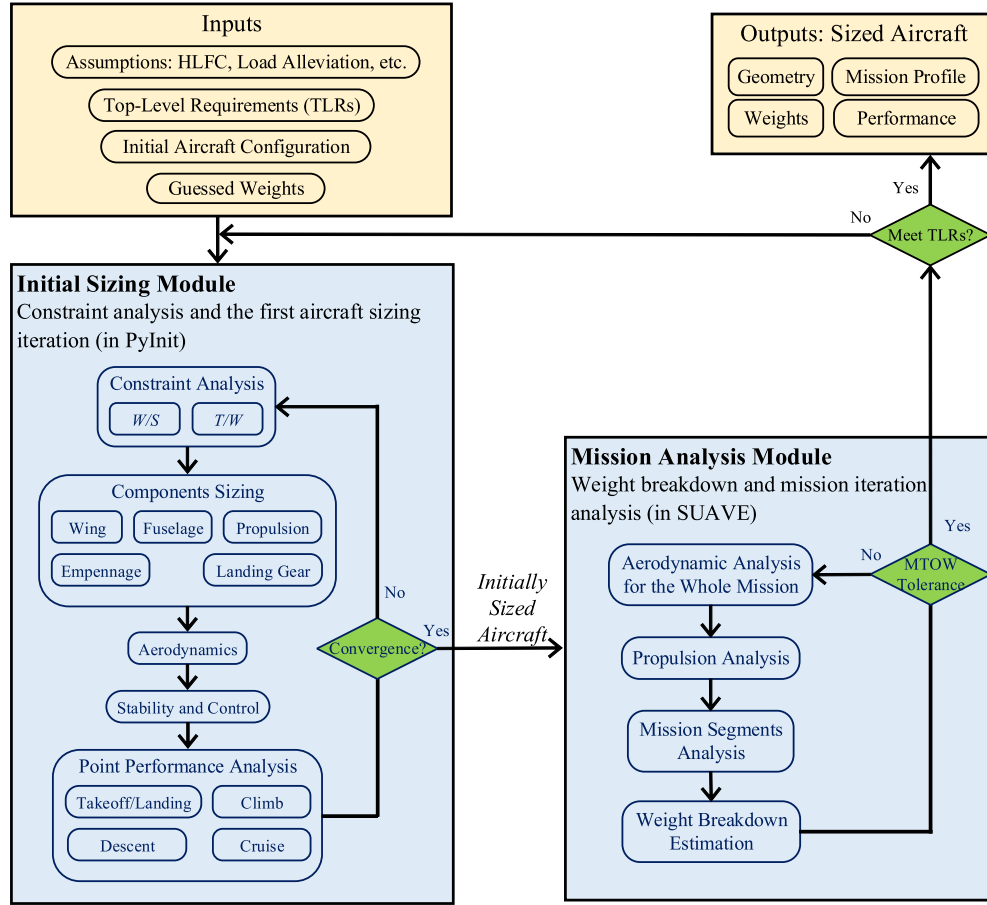 Inputs
Assumptions: HLFC, Load Alleviation, etc.
Top-Level Requirements (TLRs)
Initial Aircraft Configuration
Guessed Weights
Outputs: Sized Aircraft
Geometry
Mission Profile
Weights
Performance
Yes
No
Meet TLRs?
Initial Sizing Module
Constraint analysis and the first aircraft sizing
iteration (in PyInit)
Constraint Analysis
W/S
T/W
Components Sizing
Wing
Fuselage
Propulsion
Empennage
Landing Gear
Aerodynamics
Stability and Control
Point Performance Analysis
Takeoff/Landing
Climb
Descent
Cruise
No
Convergence?
Yes
Initially
Sized
Aircraft
Mission Analysis Module
Weight breakdown and mission iteration
analysis (in SUAVE)
Yes
No
MTOW
Tolerance
Aerodynamic Analysis
for the Whole Mission
Propulsion Analysis
Mission Segments
Analysis
Weight Breakdown
Estimation